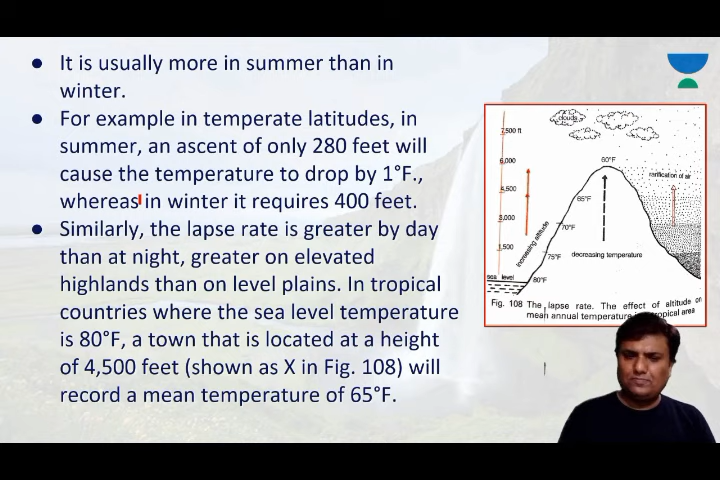 ● It is usually more in summer than in
winter.
● For example in temperate latitudes, in
summer, an ascent of only 280 feet will
cause the temperature to drop by 1°F.,
whereas in winter it requires 400 feet.
● Similarly, the lapse rate is greater by day
than at night, greater on elevated
highlands than on level plains. In tropical
countries where the sea level temperature
is 80°F, a town that is located at a height
of 4,500 feet (shown as X in Fig. 108) will
record a mean temperature of 65°F.
clouds
7,500 ft
6,000
60°F
rarification of air
4,500
65°F
3,000
70°F
increasing altitude
1,500
decreasing temperature
75°F
sea level
80°F
Fig. 108 The lapse rate. The effect of altitude on
mean annual temperature tropical area